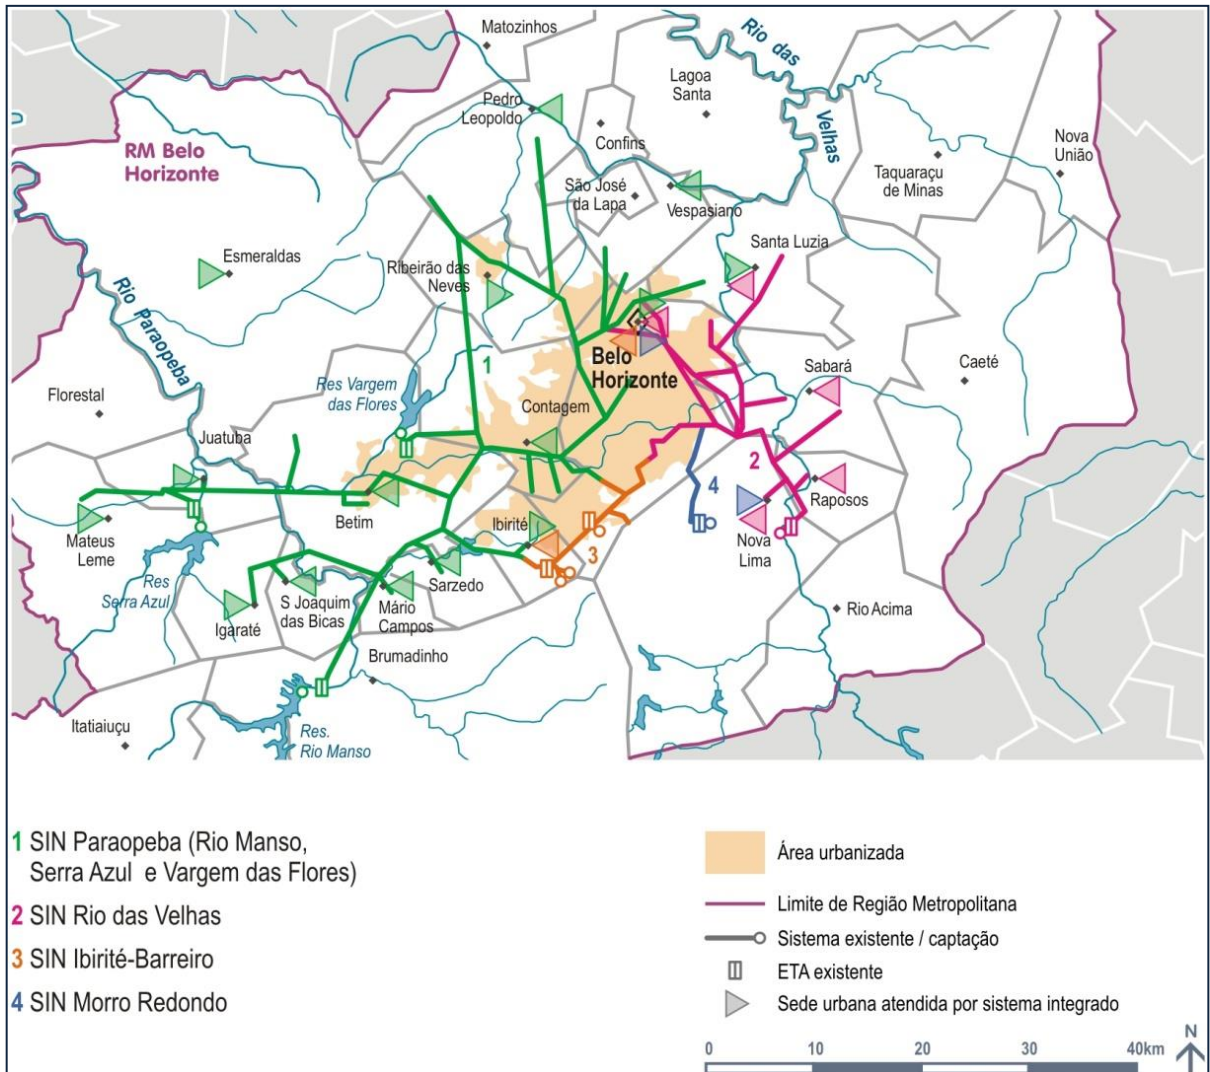 Matozinhos
Rio das
Velhas
Lagoa
Santa
Pedro
Leopoldo
Confins
Nova
União
RM Belo
Horizonte
Taquaraçu
de Minas
São José
da Lapa
Vespasiano
Santa Luzia
Esmeraldas
Ribeirão das
Neves
Rio Paraopeba
1
Belo
Horizonte
Sabará
Caeté
Florestal
Res Vargem
das Flores
Contagem
Juatuba
2
4
Raposos
Betim
Ibirité
3
Nova
Lima
Mateus
Leme
Res
Serra Azul
Sarzedo
Igaraté
S Joaquim
das Bicas
Mário
Campos
Rio Acima
Brumadinho
Itatiaiuçu
Res.
Rio Manso
1 SIN Paraopeba (Rio Manso,
Serra Azul e Vargem das Flores)
2 SIN Rio das Velhas
3 SIN Ibirité-Barreiro
4 SIN Morro Redondo
Área urbanizada
Limite de Região Metropolitana
Sistema existente / captação
ETA existente
Sede urbana atendida por sistema integrado
0 10 20 30 40km
N